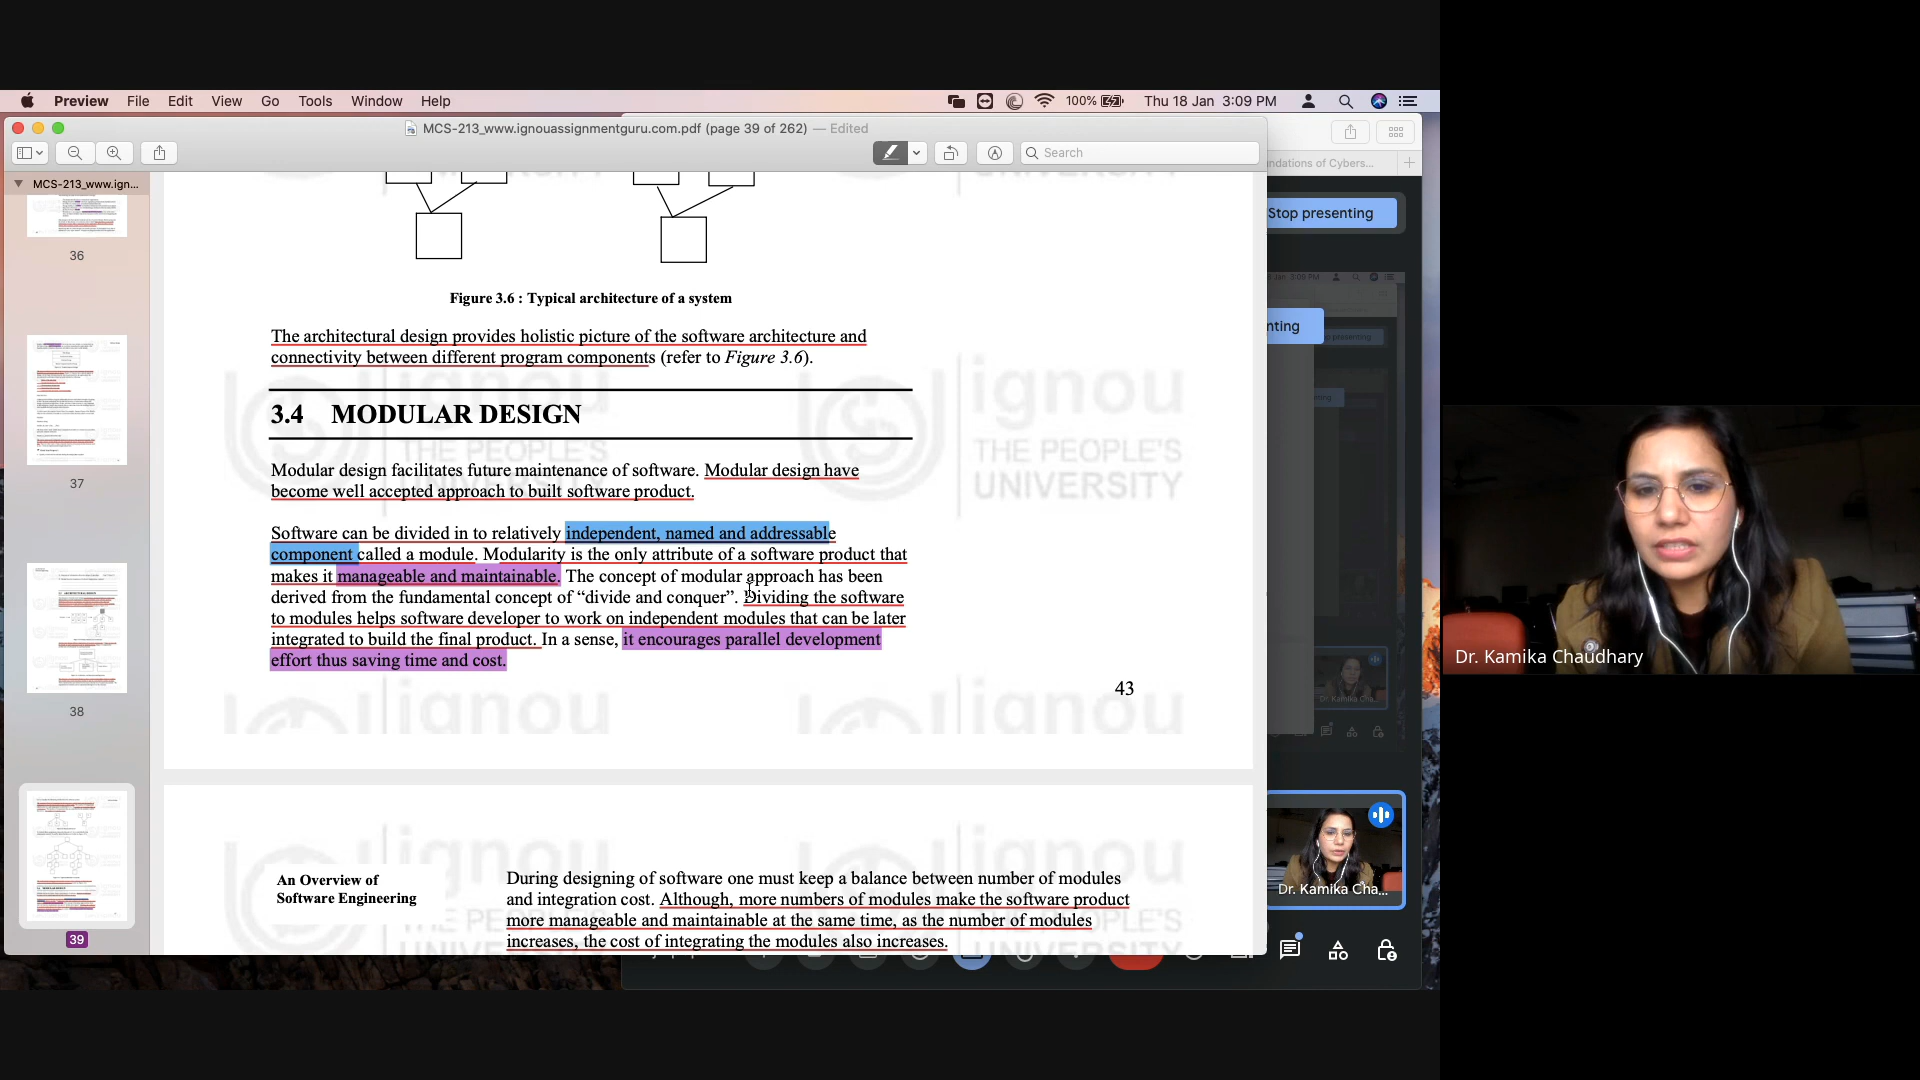 Preview File Edit View Go Tools Window Help
100% Thu 18 Jan 3:09 PM
MCS-213_www.ignouassignmentguru.com.pdf (page 39 of 262) — Edited
Search
ndations of Cybers...
MCS-213_www.ign...
36
37
38
39
Stop presenting
nting
Figure 3.6 : Typical architecture of a system
The architectural design provides holistic picture of the software architecture and
connectivity between different program components (refer to Figure 3.6).
3.4 MODULAR DESIGN
Modular design facilitates future maintenance of software. Modular design have
become well accepted approach to built software product.
Software can be divided in to relatively independent, named and addressable
component called a module. Modularity is the only attribute of a software product that
makes it manageable and maintainable. The concept of modular approach has been
derived from the fundamental concept of “divide and conquer”. Dividing the software
to modules helps software developer to work on independent modules that can be later
integrated to build the final product. In a sense, it encourages parallel development
effort thus saving time and cost.
43
ignou
THE PEOPLE'S
UNIVERSITY
An Overview of
Software Engineering
During designing of software one must keep a balance between number of modules
and integration cost. Although, more numbers of modules make the software product
more manageable and maintainable at the same time, as the number of modules
increases, the cost of integrating the modules also increases.
Dr. Kamika Cha...
Dr. Kamika Chaudhary